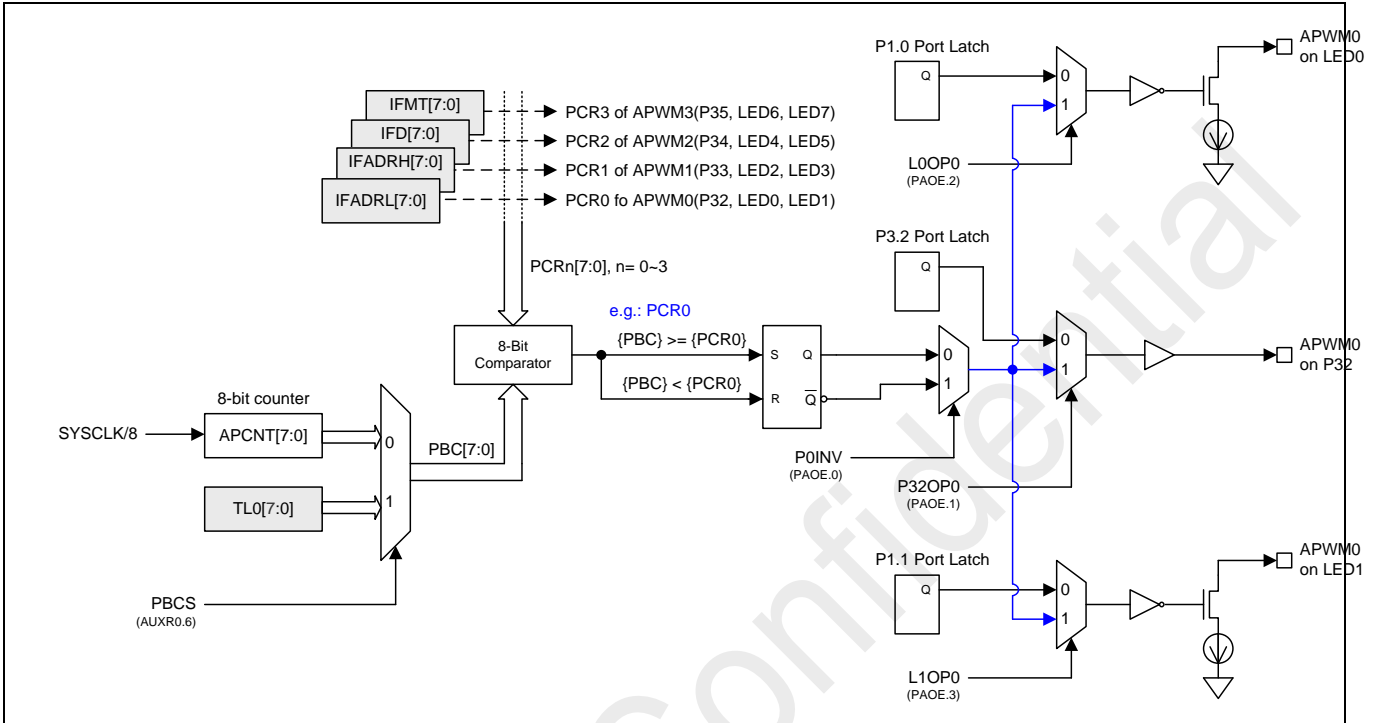 P1.0 Port Latch
Q
0
1
APWM0
on LED0
L0OP0
(PAOE.2)
IFMT[7:0]
IFD[7:0]
IFADRH[7:0]
IFADRL[7:0]
PCR3 of APWM3(P35, LED6, LED7)
PCR2 of APWM2(P34, LED4, LED5)
PCR1 of APWM1(P33, LED2, LED3)
PCR0 fo APWM0(P32, LED0, LED1)
PCRn[7:0], n= 0~3
e.g.: PCR0
8-Bit
Comparator
{PBC} >= {PCR0}
{PBC} < {PCR0}
S Q
R Q
0
1
P0INV
(PAOE.0)
P3.2 Port Latch
Q
0
1
APWM0
on P32
P32OP0
(PAOE.1)
8-bit counter
SYSCLK/8
APCNT[7:0]
TL0[7:0]
0
1
PBC[7:0]
PBCS
(AUXR0.6)
P1.1 Port Latch
Q
0
1
APWM0
on LED1
L1OP0
(PAOE.3)
Confidential